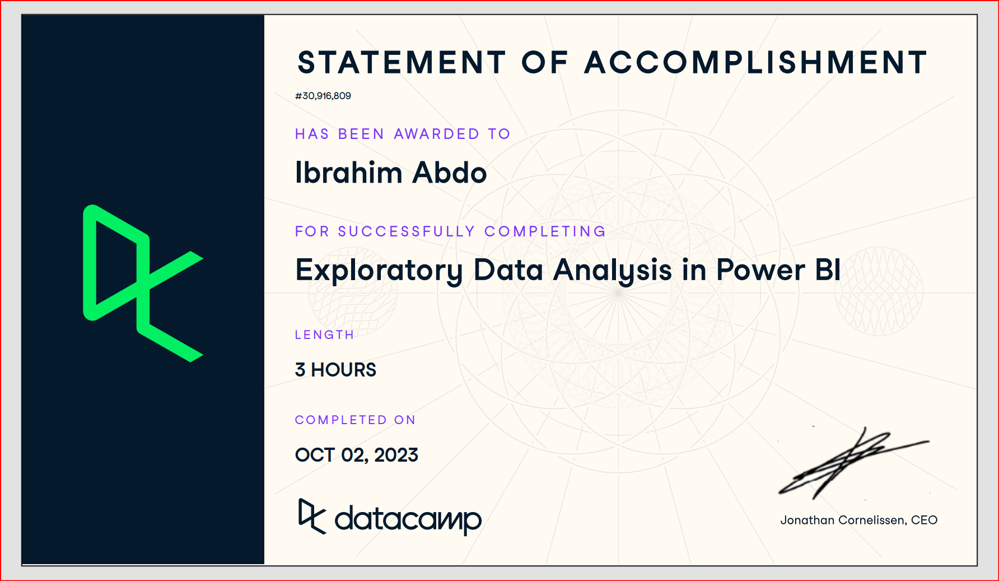 STATEMENT OF ACCOMPLISHMENT
#30,916,809
HAS BEEN AWARDED TO
Ibrahim Abdo
FOR SUCCESSFULLY COMPLETING
Exploratory Data Analysis in Power BI
LENGTH
3 HOURS
COMPLETED ON
OCT 02, 2023
datacamp
Jonathan Cornelissen, CEO